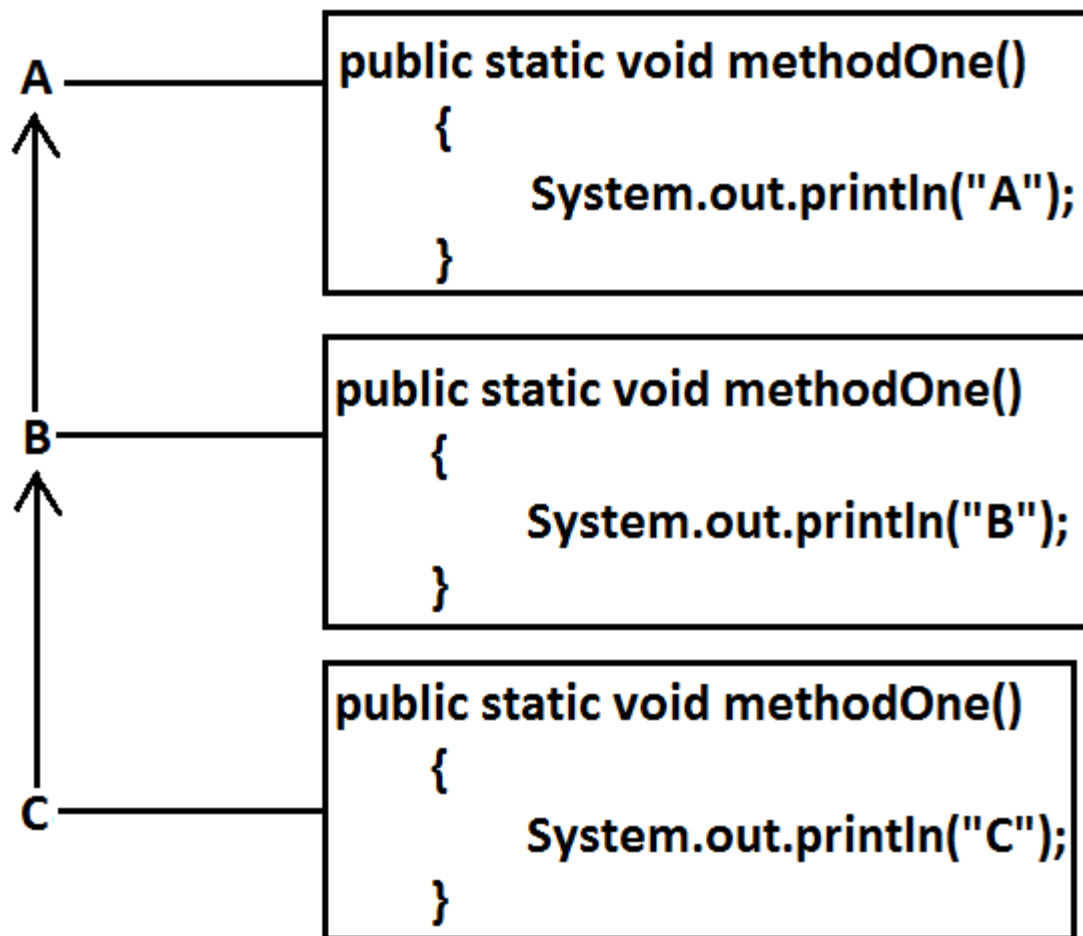 A
public static void methodOne()
{
System.out.println("A");
}
B
public static void methodOne()
{
System.out.println("B");
}
C
public static void methodOne()
{
System.out.println("C");
}